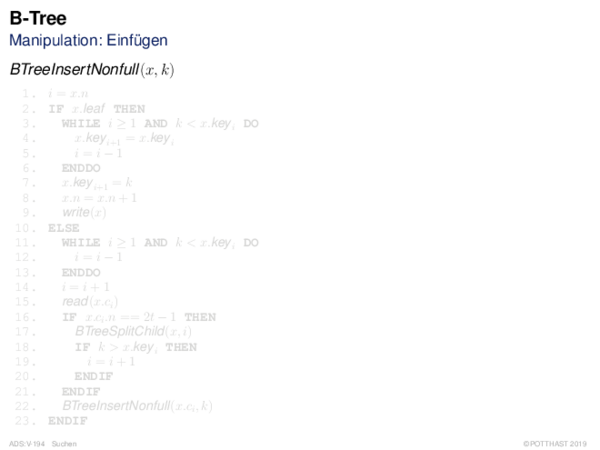 B-Tree
Manipulation: Einfügen
BTreeInsertNonfull(x, k)
1. i = x.n
2. IF x.leaf THEN
3. WHILE i ≥ 1 AND k < x.key_i DO
4. x.key_{i+1} = x.key_i
5. i = i − 1
6. ENDDO
7. x.key_{i+1} = k
8. x.n = x.n + 1
9. write(x)
10. ELSE
11. WHILE i ≥ 1 AND k < x.key_i DO
12. i = i − 1
13. ENDDO
14. i = i + 1
15. read(x.c_i)
16. IF x.c_i.n == 2t − 1 THEN
17. BTreeSplitChild(x, i)
18. IF k > x.key_i THEN
19. i = i + 1
20. ENDIF
21. ENDIF
22. BTreeInsertNonfull(x.c_i, k)
23. ENDIF
ADS:V-194 Suchen ©POTTHAST 2019